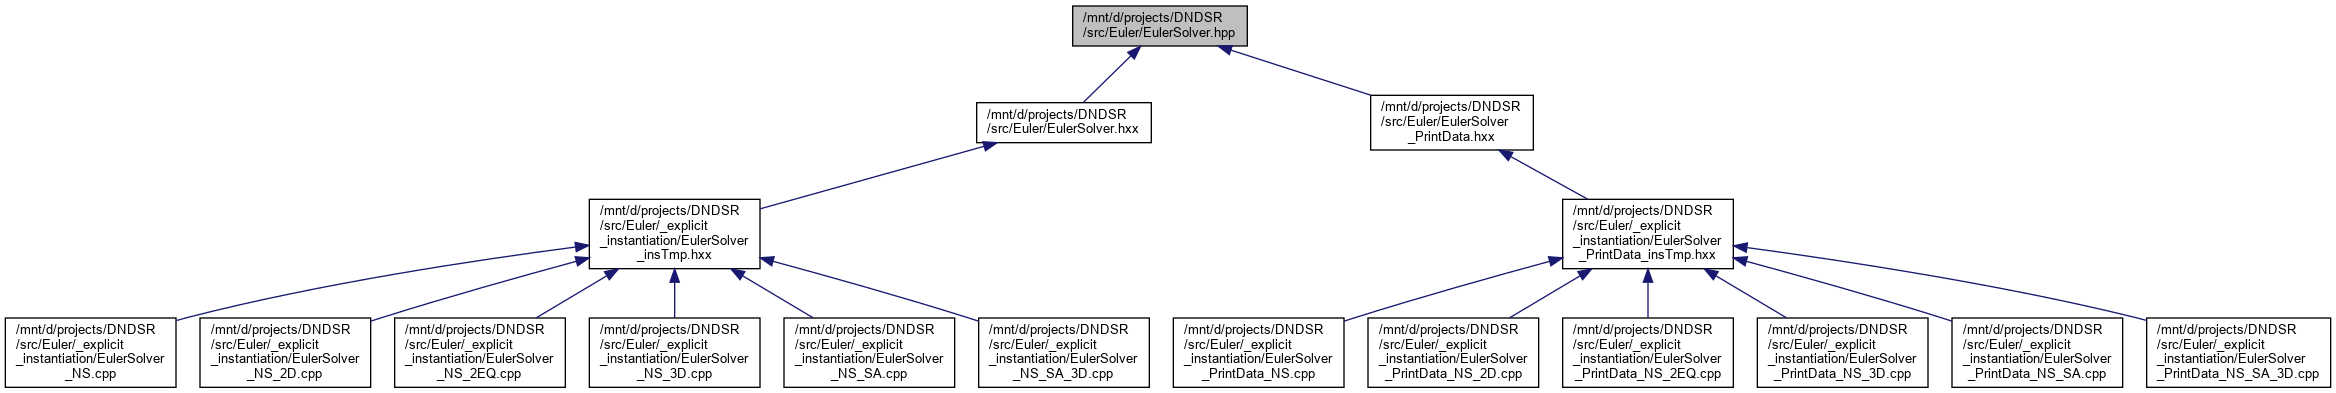 /mnt/d/projects/DNDSR
/src/Euler/EulerSolver.hpp
/mnt/d/projects/DNDSR
/src/Euler/EulerSolver.hxx
/mnt/d/projects/DNDSR
/src/Euler/EulerSolver
_PrintData.hxx
/mnt/d/projects/DNDSR
/src/Euler/_explicit
_instantiation/EulerSolver
_insTmp.hxx
/mnt/d/projects/DNDSR
/src/Euler/_explicit
_instantiation/EulerSolver
_PrintData_insTmp.hxx
/mnt/d/projects/DNDSR
/src/Euler/_explicit
_instantiation/EulerSolver
_NS.cpp
/mnt/d/projects/DNDSR
/src/Euler/_explicit
_instantiation/EulerSolver
_NS_2D.cpp
/mnt/d/projects/DNDSR
/src/Euler/_explicit
_instantiation/EulerSolver
_NS_2EQ.cpp
/mnt/d/projects/DNDSR
/src/Euler/_explicit
_instantiation/EulerSolver
_NS_3D.cpp
/mnt/d/projects/DNDSR
/src/Euler/_explicit
_instantiation/EulerSolver
_NS_SA.cpp
/mnt/d/projects/DNDSR
/src/Euler/_explicit
_instantiation/EulerSolver
_NS_SA_3D.cpp
/mnt/d/projects/DNDSR
/src/Euler/_explicit
_instantiation/EulerSolver
_PrintData_NS.cpp
/mnt/d/projects/DNDSR
/src/Euler/_explicit
_instantiation/EulerSolver
_PrintData_NS_2D.cpp
/mnt/d/projects/DNDSR
/src/Euler/_explicit
_instantiation/EulerSolver
_PrintData_NS_2EQ.cpp
/mnt/d/projects/DNDSR
/src/Euler/_explicit
_instantiation/EulerSolver
_PrintData_NS_3D.cpp
/mnt/d/projects/DNDSR
/src/Euler/_explicit
_instantiation/EulerSolver
_PrintData_NS_SA.cpp
/mnt/d/projects/DNDSR
/src/Euler/_explicit
_instantiation/EulerSolver
_PrintData_NS_SA_3D.cpp